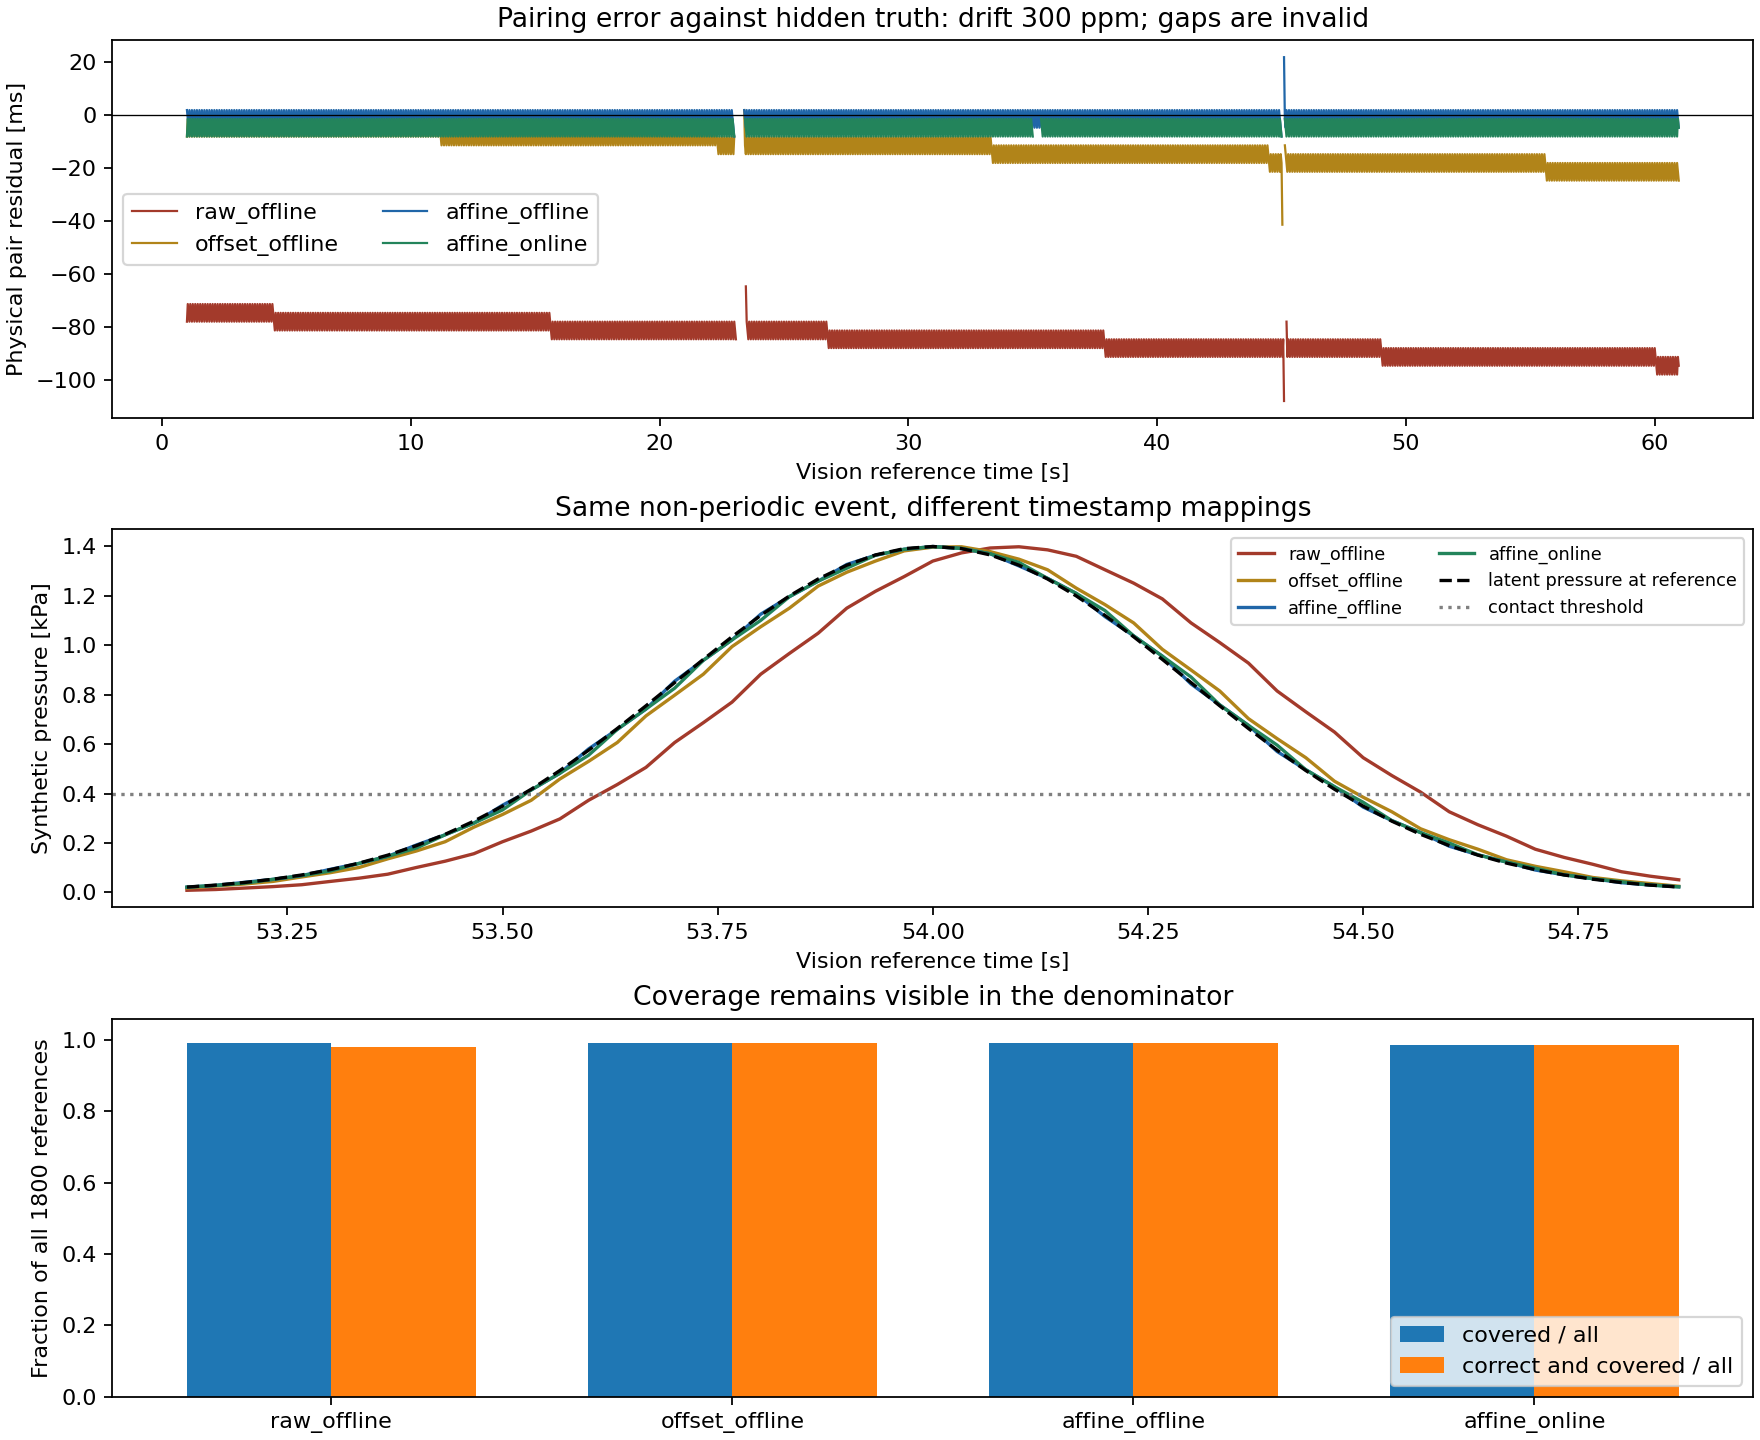 Pairing error against hidden truth: drift 300 ppm; gaps are invalid
Physical pair residual [ms]
20
0
−20
−40
−60
−80
−100
raw_offline
offset_offline
affine_offline
affine_online
0
10
20
30
40
50
60
Vision reference time [s]
Same non-periodic event, different timestamp mappings
Synthetic pressure [kPa]
1.4
1.2
1.0
0.8
0.6
0.4
0.2
0.0
raw_offline
offset_offline
affine_offline
affine_online
latent pressure at reference
contact threshold
53.25
53.50
53.75
54.00
54.25
54.50
54.75
Vision reference time [s]
Coverage remains visible in the denominator
Fraction of all 1800 references
1.0
0.8
0.6
0.4
0.2
0.0
covered / all
correct and covered / all
raw_offline
offset_offline
affine_offline
affine_online